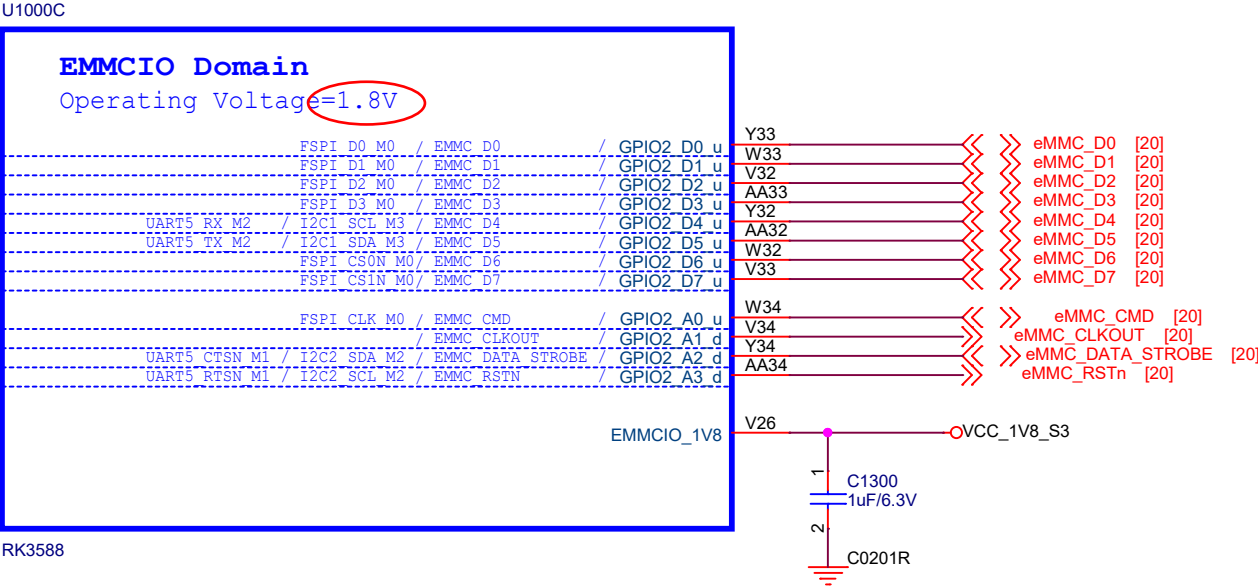 U1000C
EMMCIO Domain
Operating Voltage=1.8V
FSPI_D0_M0 / EMMC_D0 / GPIO2_D0_u Y33 eMMC_D0 [20]
FSPI_D1_M0 / EMMC_D1 / GPIO2_D1_u W33 eMMC_D1 [20]
FSPI_D2_M0 / EMMC_D2 / GPIO2_D2_u V32 eMMC_D2 [20]
FSPI_D3_M0 / EMMC_D3 / GPIO2_D3_u AA33 eMMC_D3 [20]
UART5_RX_M2 / I2C1_SCL_M3 / EMMC_D4 / GPIO2_D4_u Y32 eMMC_D4 [20]
UART5_TX_M2 / I2C1_SDA_M3 / EMMC_D5 / GPIO2_D5_u AA32 eMMC_D5 [20]
FSPI_CS0N_M0/ EMMC_D6 / GPIO2_D6_u W32 eMMC_D6 [20]
FSPI_CS1N_M0/ EMMC_D7 / GPIO2_D7_u V33 eMMC_D7 [20]
FSPI_CLK_M0 / EMMC_CMD / GPIO2_A0_u W34 eMMC_CMD [20]
/ EMMC_CLKOUT / GPIO2_A1_d V34 eMMC_CLKOUT [20]
UART5_CTSN_M1 / I2C2_SDA_M2 / EMMC_DATA_STROBE / GPIO2_A2_d Y34 eMMC_DATA_STROBE [20]
UART5_RTSN_M1 / I2C2_SCL_M2 / EMMC_RSTN / GPIO2_A3_d AA34 eMMC_RSTn [20]
EMMCIO_1V8 V26 VCC_1V8_S3
1
C1300
1uF/6.3V
2
RK3588
C0201R